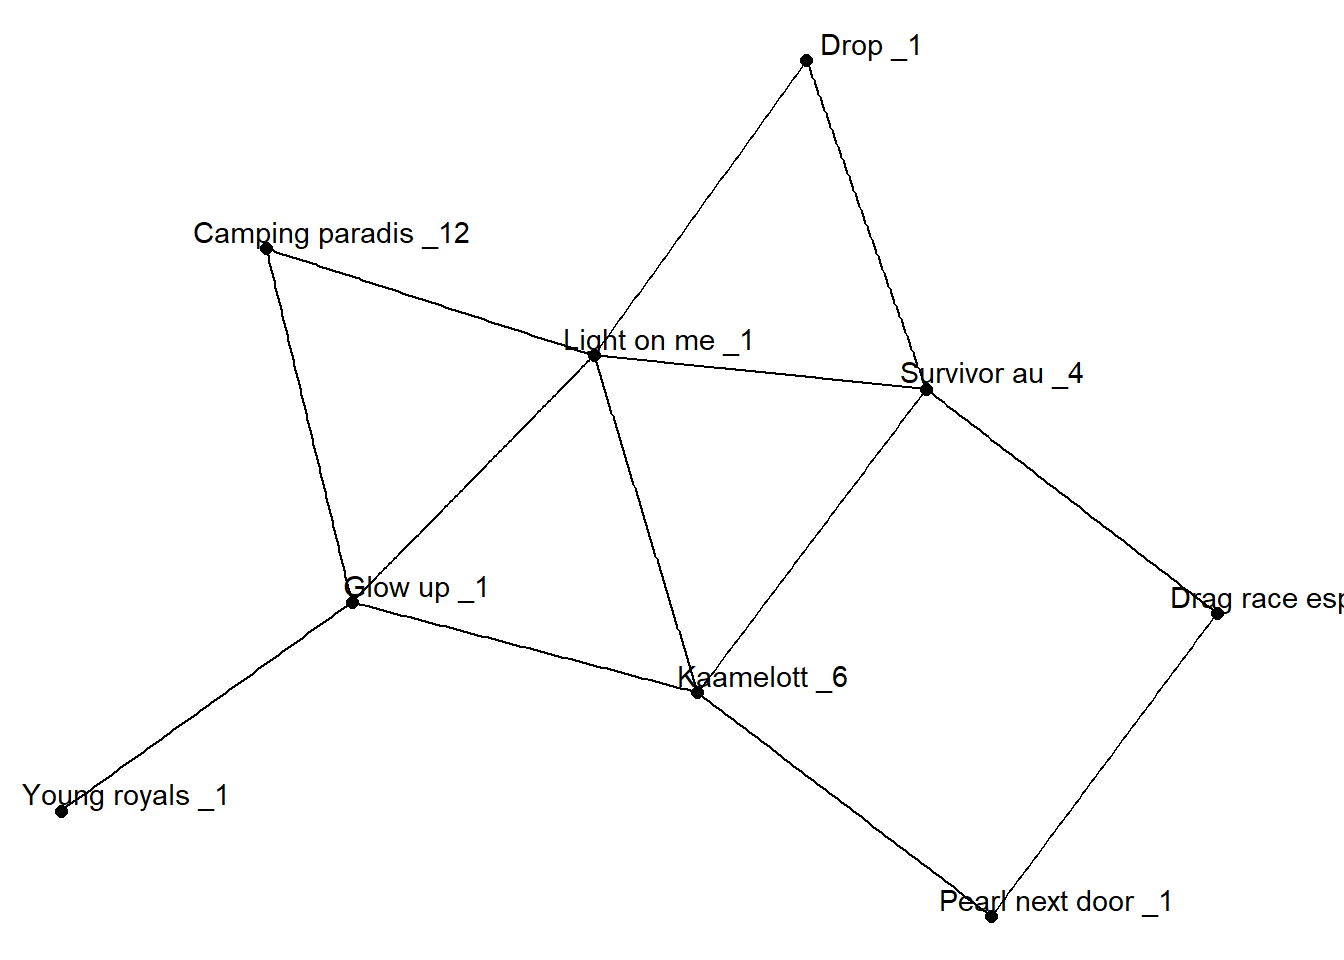 Drop _1
Camping paradis _12
Light on me _1
Survivor au _4
Glow up _1
Drag race esp
Kaamelott _6
Young royals _1
Pearl next door _1